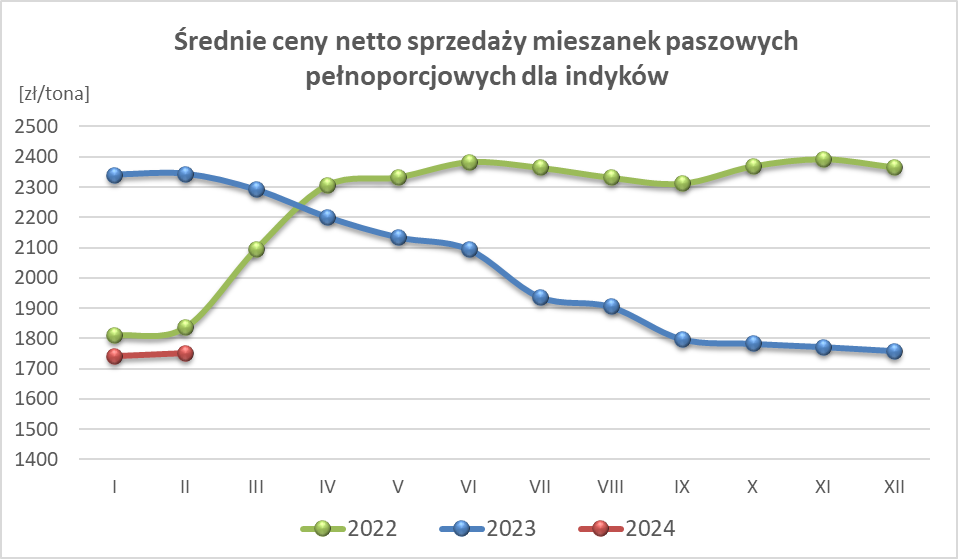 Średnie ceny netto sprzedaży mieszanek paszowych
pełnoporcjowych dla indyków
[zł/tona]
2500
2400
2300
2200
2100
2000
1900
1800
1700
1600
1500
1400
I II III IV V VI VII VIII IX X XI XII
2022 2023 2024